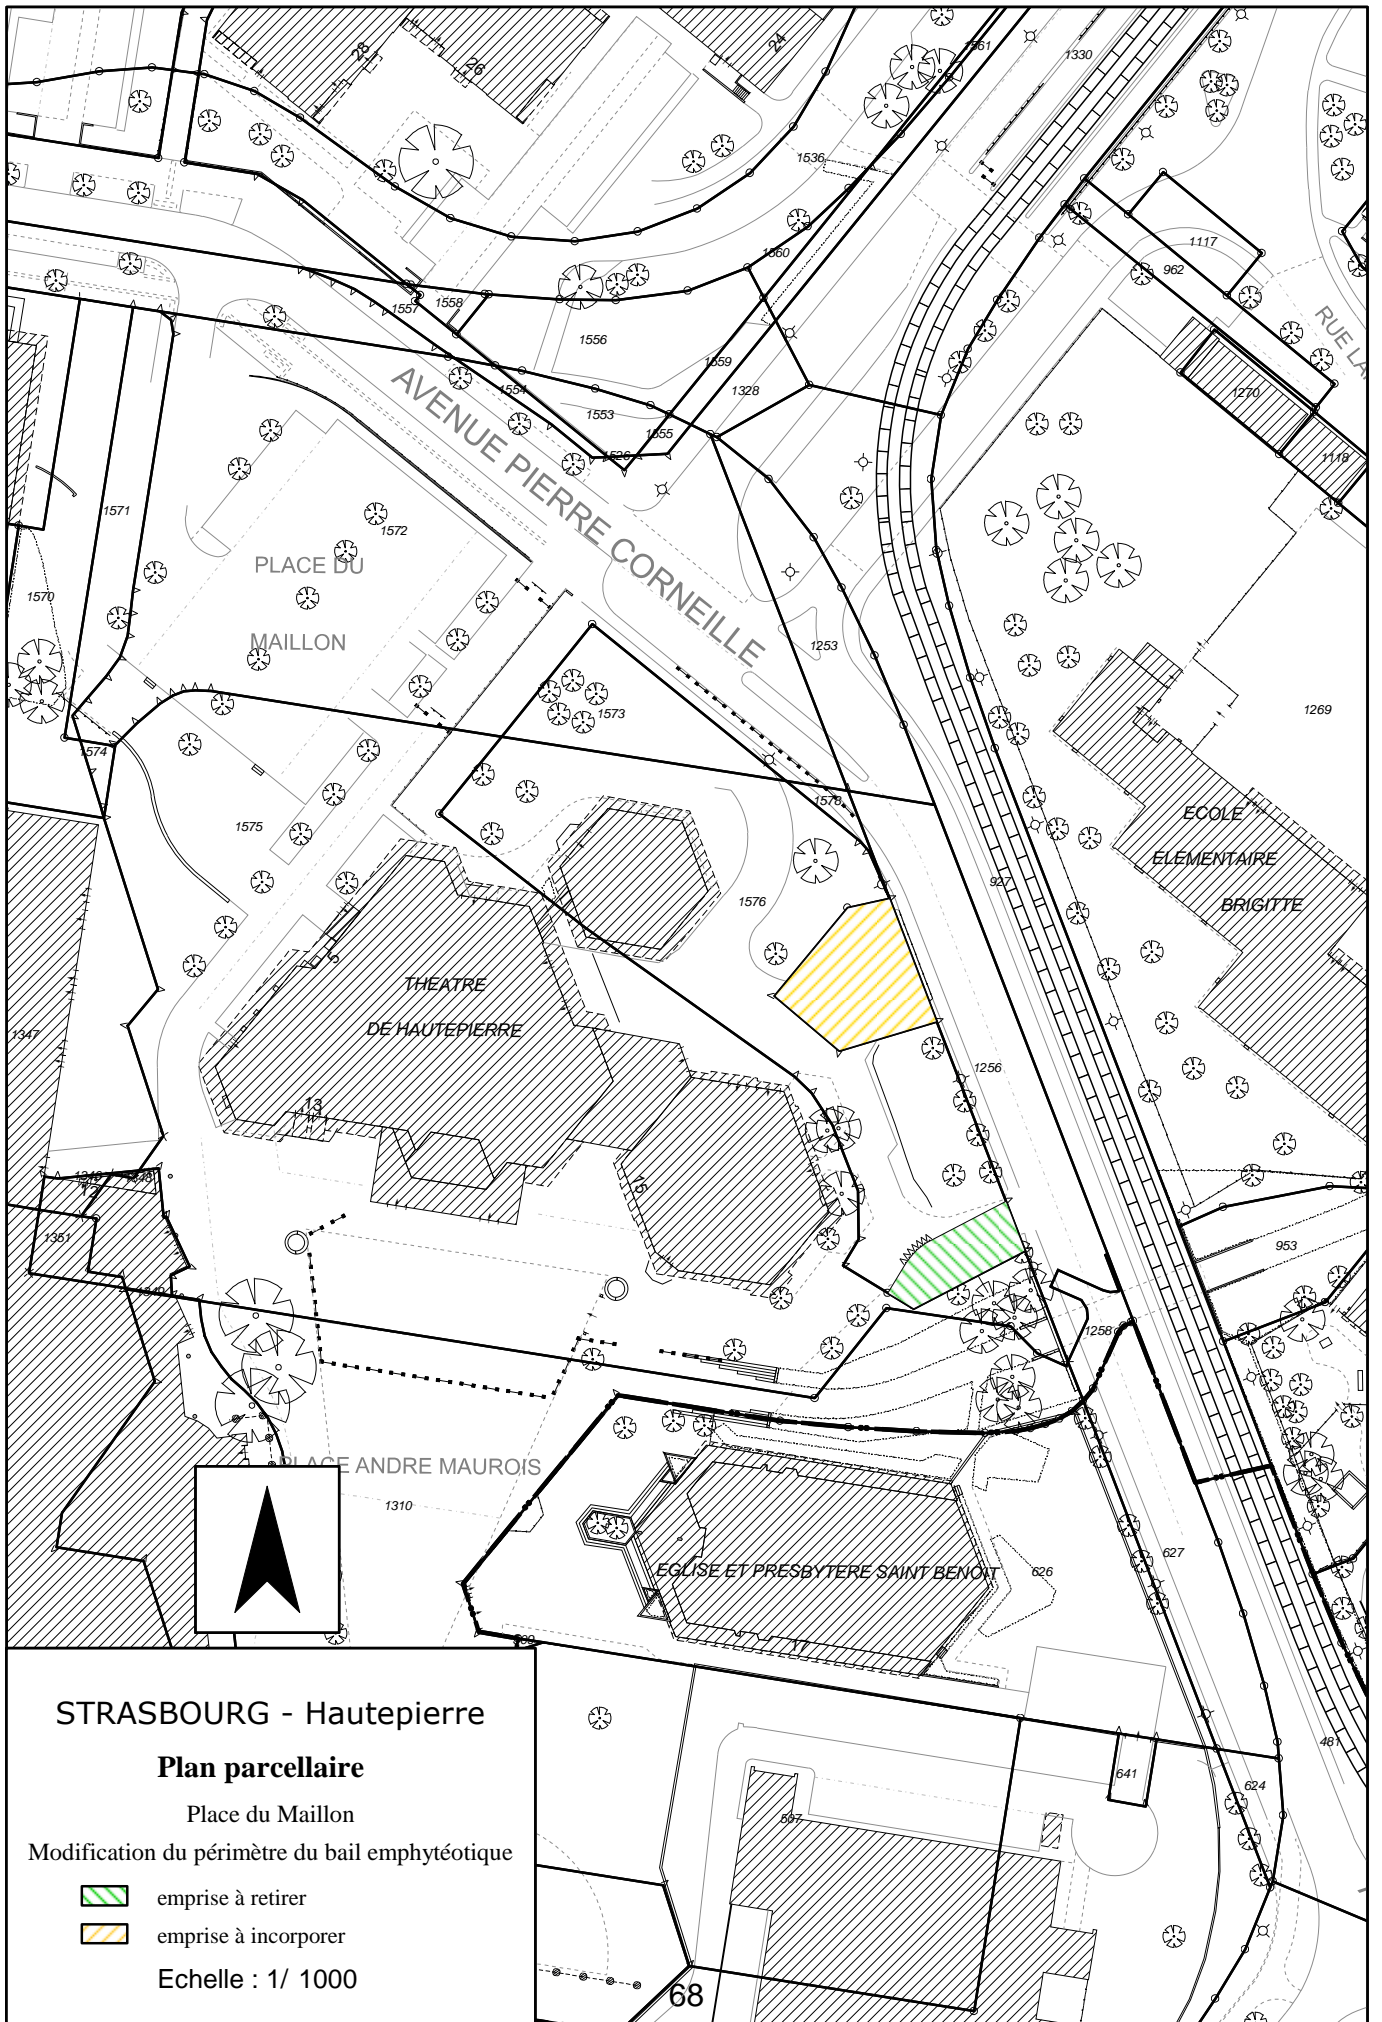 28
26
24
1561
1330
1536
1117
962
1560
1557
1558
1556
1559
1328
RUE LA
1270
1118
1554
1553
1555
1526
AVENUE PIERRE CORNEILLE
1571
1572
1570
PLACE DU
MAILLON
1253
1573
1269
1574
1578
1575
ECOLE
ELEMENTAIRE
BRIGITTE
927
1576
5
THEATRE
DE HAUTEPIERRE
1347
1256
13
15
1348
12
1351
953
1258
PLACE ANDRE MAUROIS
1310
EGLISE ET PRESBYTERE SAINT BENOIT
626
627
17
STRASBOURG - Hautepierre
Plan parcellaire
Place du Maillon
Modification du périmètre du bail emphytéotique
emprise à retirer
emprise à incorporer
Echelle : 1/ 1000
481
641
624
507
68